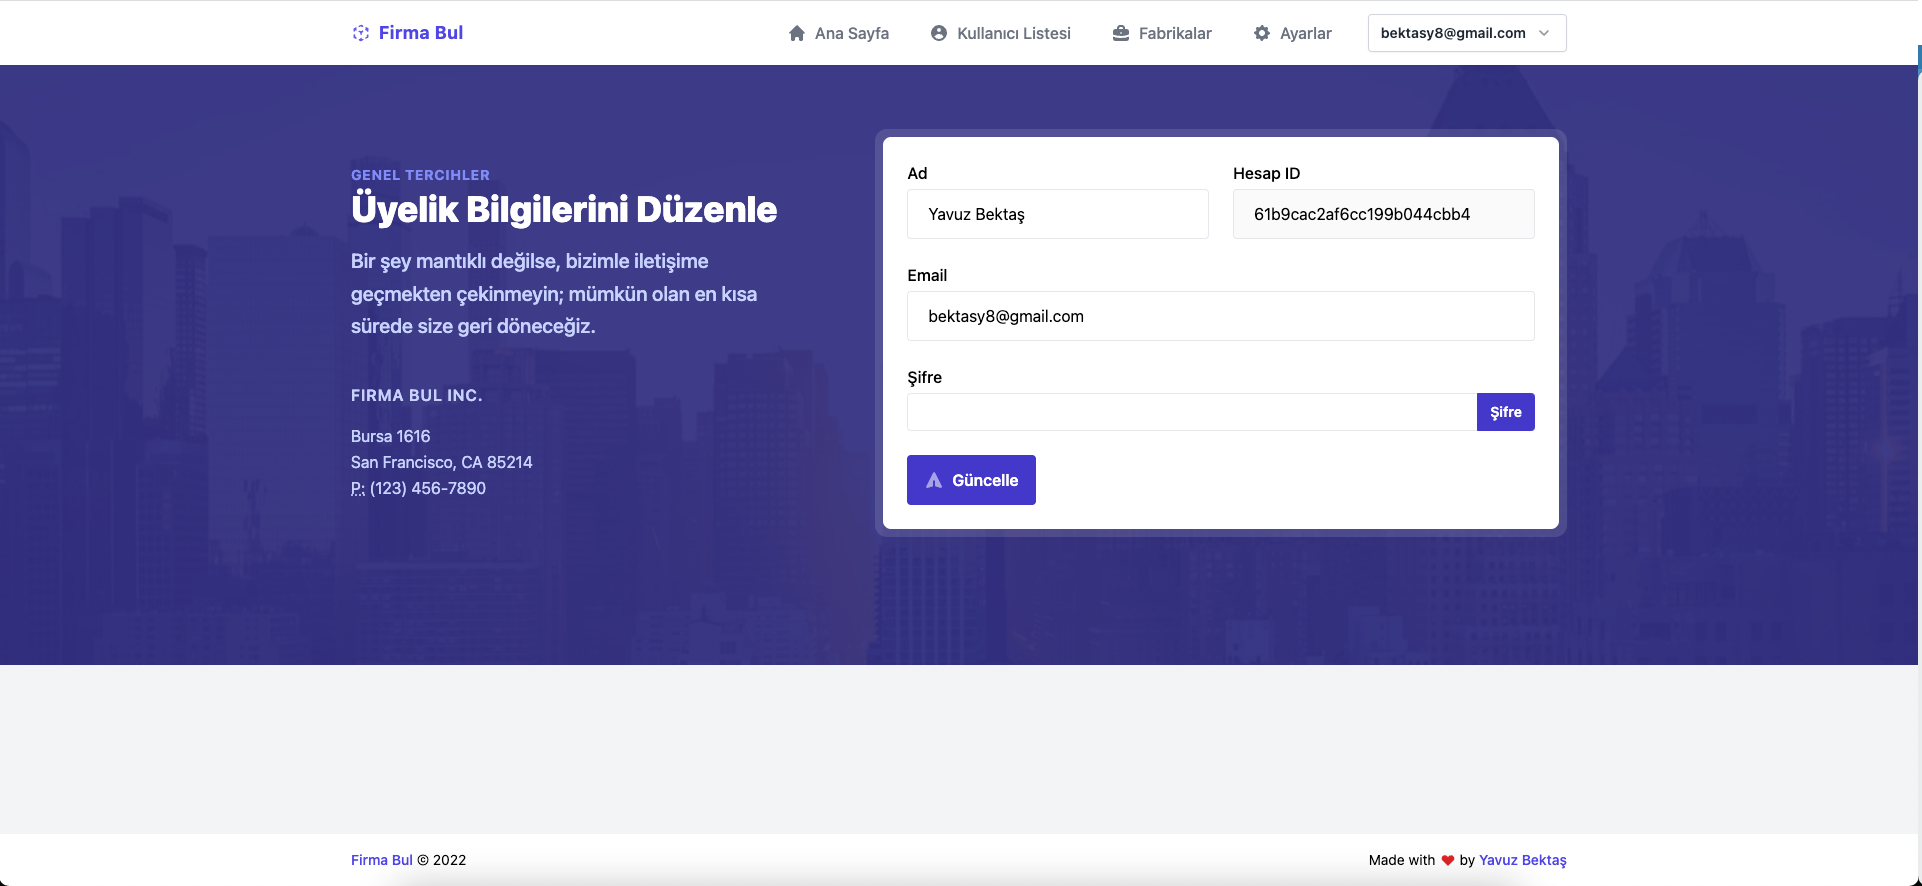 Firma Bul
Ana Sayfa
Kullanıcı Listesi
Fabrikalar
Ayarlar
bektasy8@gmail.com
GENEL TERCIHLER
Üyelik Bilgilerini Düzenle
Bir şey mantıklı değilse, bizimle iletişime
geçmekten çekinmeyin; mümkün olan en kısa
sürede size geri döneceğiz.
FIRMA BUL INC.
Bursa 1616
San Francisco, CA 85214
P: (123) 456-7890
Ad
Yavuz Bektaş
Hesap ID
61b9cac2af6cc199b044cbb4
Email
bektasy8@gmail.com
Şifre
Şifre
Güncelle
Firma Bul © 2022
Made with ❤ by Yavuz Bektaş